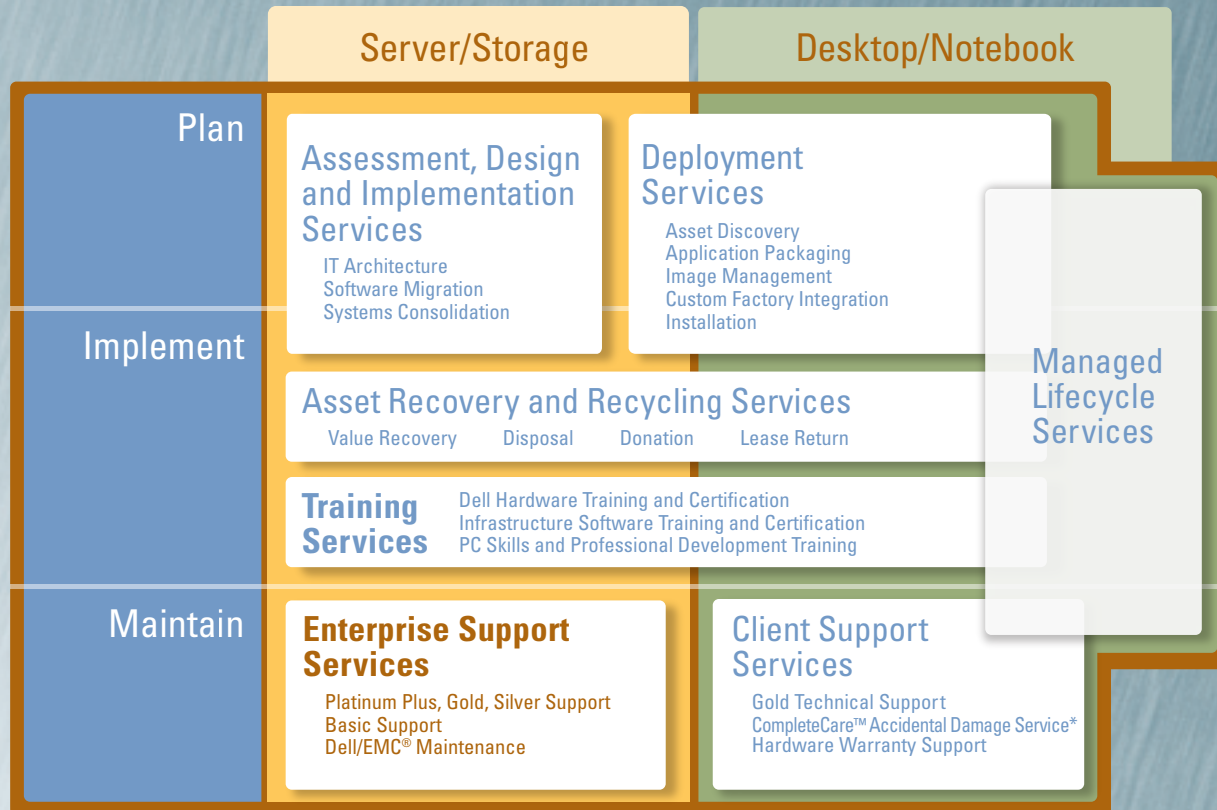 Server/Storage
Desktop/Notebook
Plan
Assessment, Design
and Implementation
Services
IT Architecture
Software Migration
Systems Consolidation
Deployment
Services
Asset Discovery
Application Packaging
Image Management
Custom Factory Integration
Installation
Implement
Managed
Lifecycle
Services
Asset Recovery and Recycling Services
Value Recovery Disposal Donation Lease Return
Training
Services
Dell Hardware Training and Certification
Infrastructure Software Training and Certification
PC Skills and Professional Development Training
Maintain
Enterprise Support
Services
Platinum Plus, Gold, Silver Support
Basic Support
Dell/EMC® Maintenance
Client Support
Services
Gold Technical Support
CompleteCare™ Accidental Damage Service*
Hardware Warranty Support